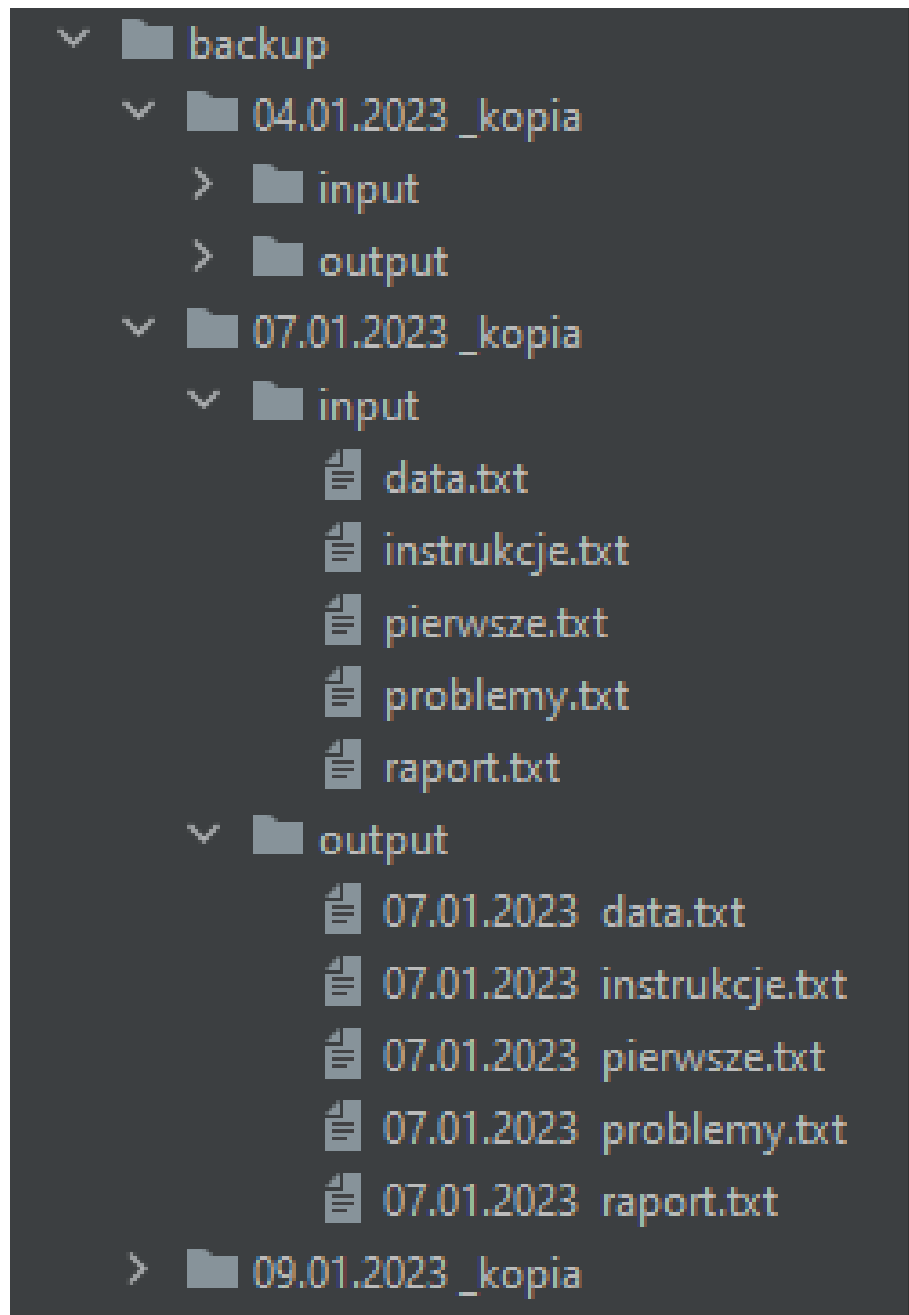 backup
04.01.2023 _kopia
input
output
07.01.2023 _kopia
input
data.txt
instrukcje.txt
pierwsze.txt
problemy.txt
raport.txt
output
07.01.2023  data.txt
07.01.2023  instrukcje.txt
07.01.2023  pierwsze.txt
07.01.2023  problemy.txt
07.01.2023  raport.txt
09.01.2023 _kopia